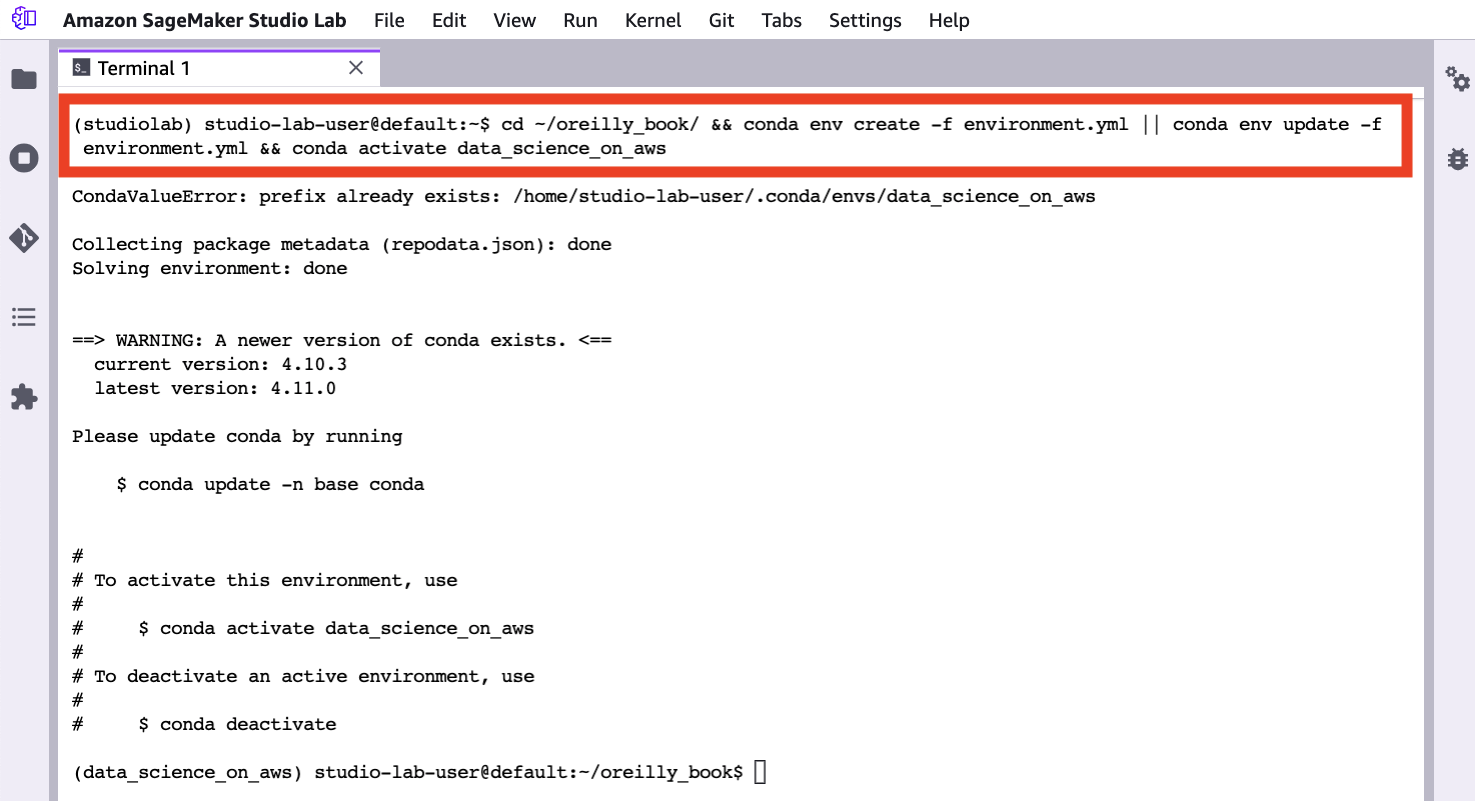 Amazon SageMaker Studio Lab File Edit View Run Kernel Git Tabs Settings Help
$_ Terminal 1
(studiolab) studio-lab-user@default:~$ cd ~/oreilly_book/ && conda env create -f environment.yml || conda env update -f
environment.yml && conda activate data_science_on_aws
CondaValueError: prefix already exists: /home/studio-lab-user/.conda/envs/data_science_on_aws
Collecting package metadata (repodata.json): done
Solving environment: done
==> WARNING: A newer version of conda exists. <==
current version: 4.10.3
latest version: 4.11.0
Please update conda by running
$ conda update -n base conda
#
# To activate this environment, use
#
# $ conda activate data_science_on_aws
#
# To deactivate an active environment, use
#
# $ conda deactivate
(data_science_on_aws) studio-lab-user@default:~/oreilly_book$